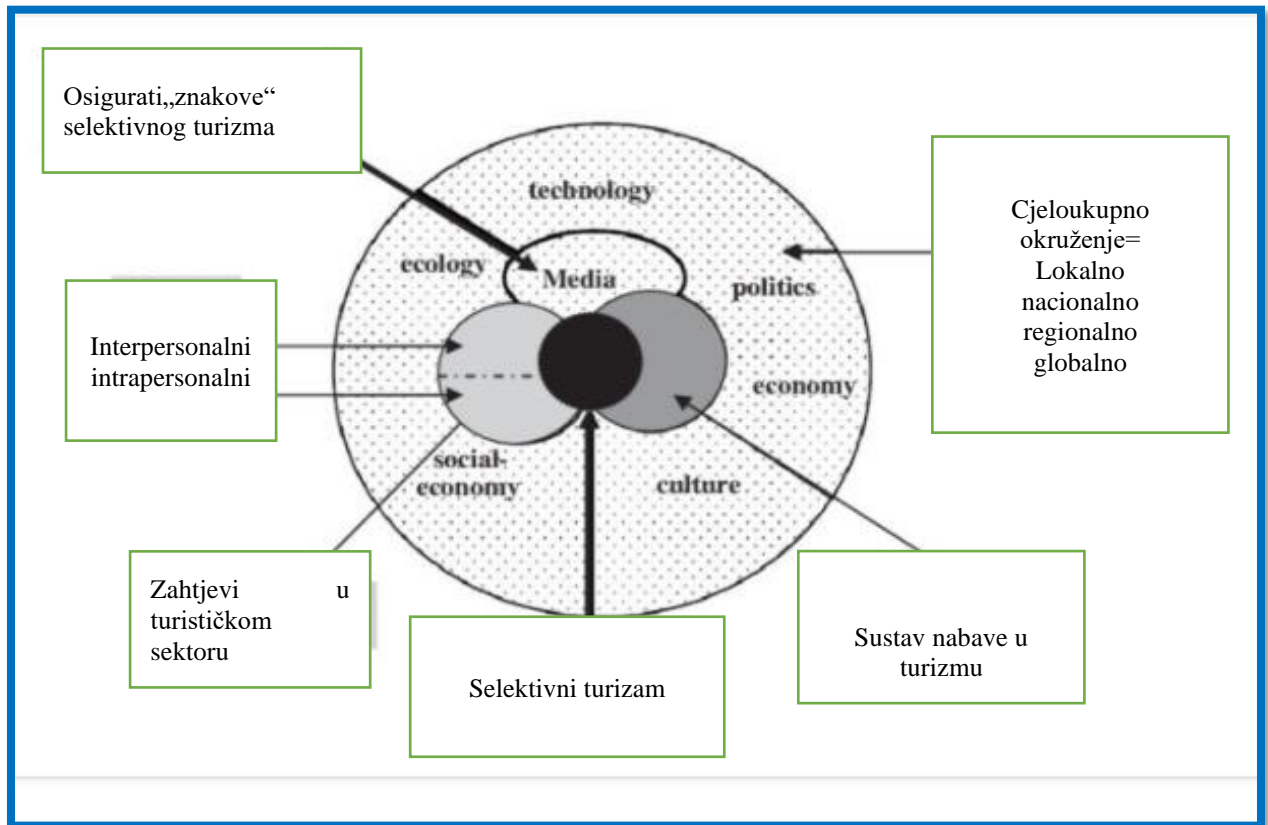 Osigurati„znakove“
selektivnog turizma
technology
ecology
Media
politics
economy
social-
economy
culture
Cjeloukupno
okruženje=
Lokalno
nacionalno
regionalno
globalno
Interpersonalni
intrapersonalni
Zahtjevi u
turističkom
sektoru
Selektivni turizam
Sustav nabave u
turizmu